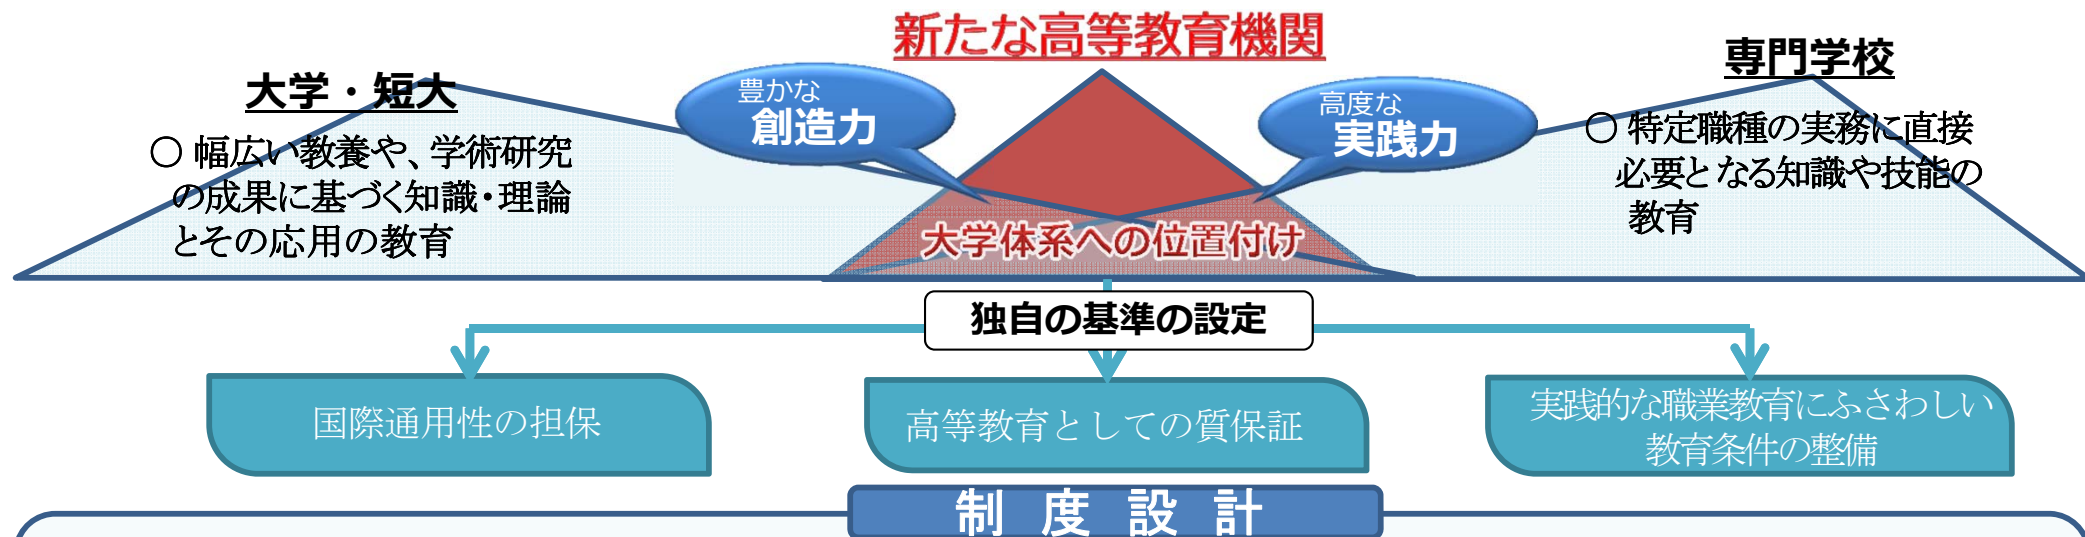 新たな高等教育機関
大学・短大
専門学校
豊かな
創造力
高度な
実践力
○ 幅広い教養や、学術研究
の成果に基づく知識・理論
とその応用の教育
○ 特定職種の実務に直接
必要となる知識や技能の
教育
大学体系への位置付け
独自の基準の設定
国際通用性の担保
高等教育としての質保証
実践的な職業教育にふさわしい
教育条件の整備
制度設計